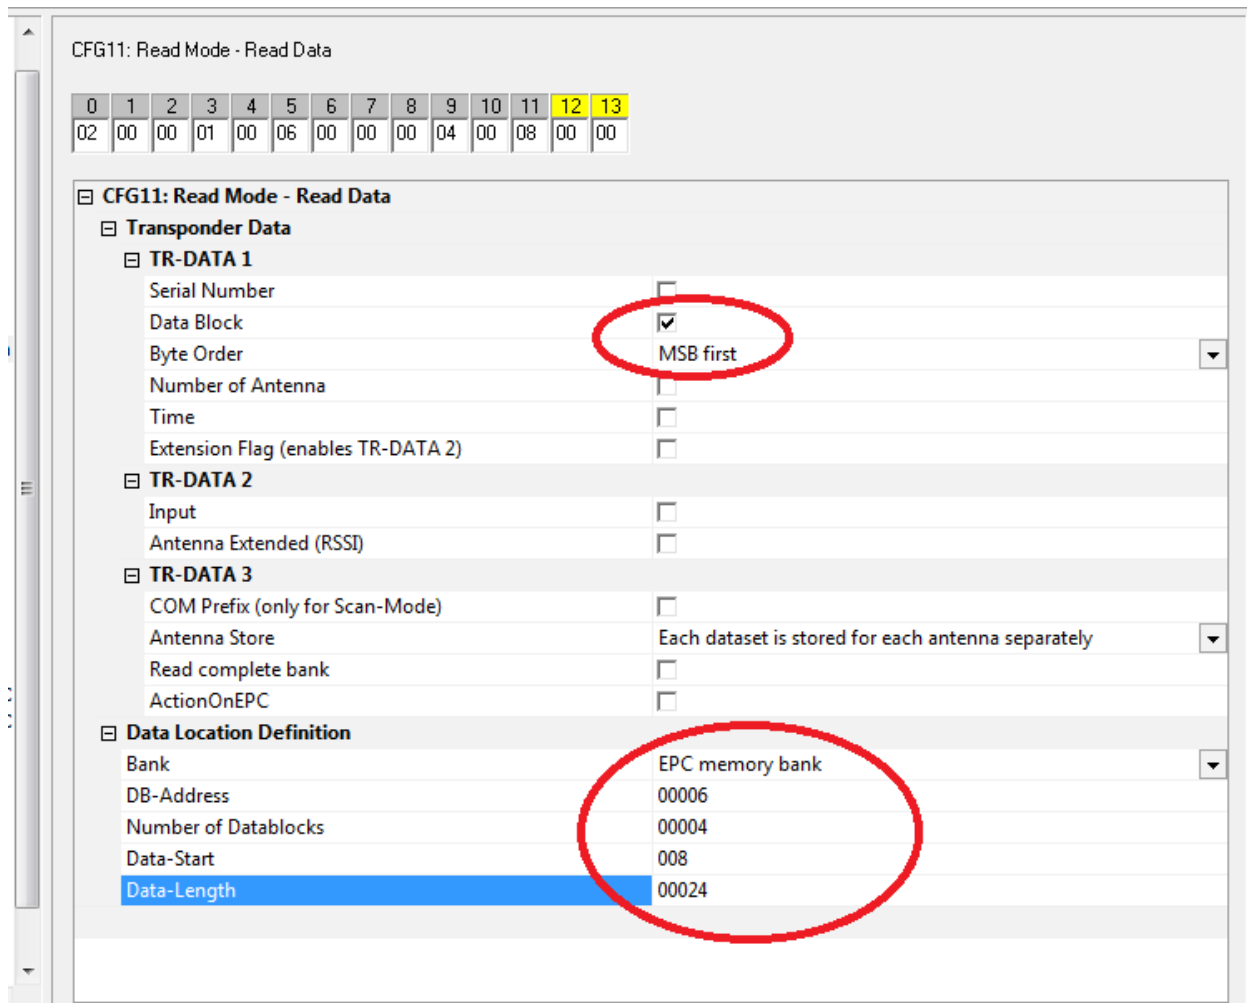 CFG11: Read Mode - Read Data
0 1 2 3 4 5 6 7 8 9 10 11 12 13
02 00 00 01 00 06 00 00 00 04 00 08 00 00
CFG11: Read Mode - Read Data
Transponder Data
TR-DATA 1
Serial Number
Data Block
Byte Order MSB first
Number of Antenna
Time
Extension Flag (enables TR-DATA 2)
TR-DATA 2
Input
Antenna Extended (RSSI)
TR-DATA 3
COM Prefix (only for Scan-Mode)
Antenna Store Each dataset is stored for each antenna separately
Read complete bank
ActionOnEPC
Data Location Definition
Bank EPC memory bank
DB-Address 00006
Number of Datablocks 00004
Data-Start 008
Data-Length 00024